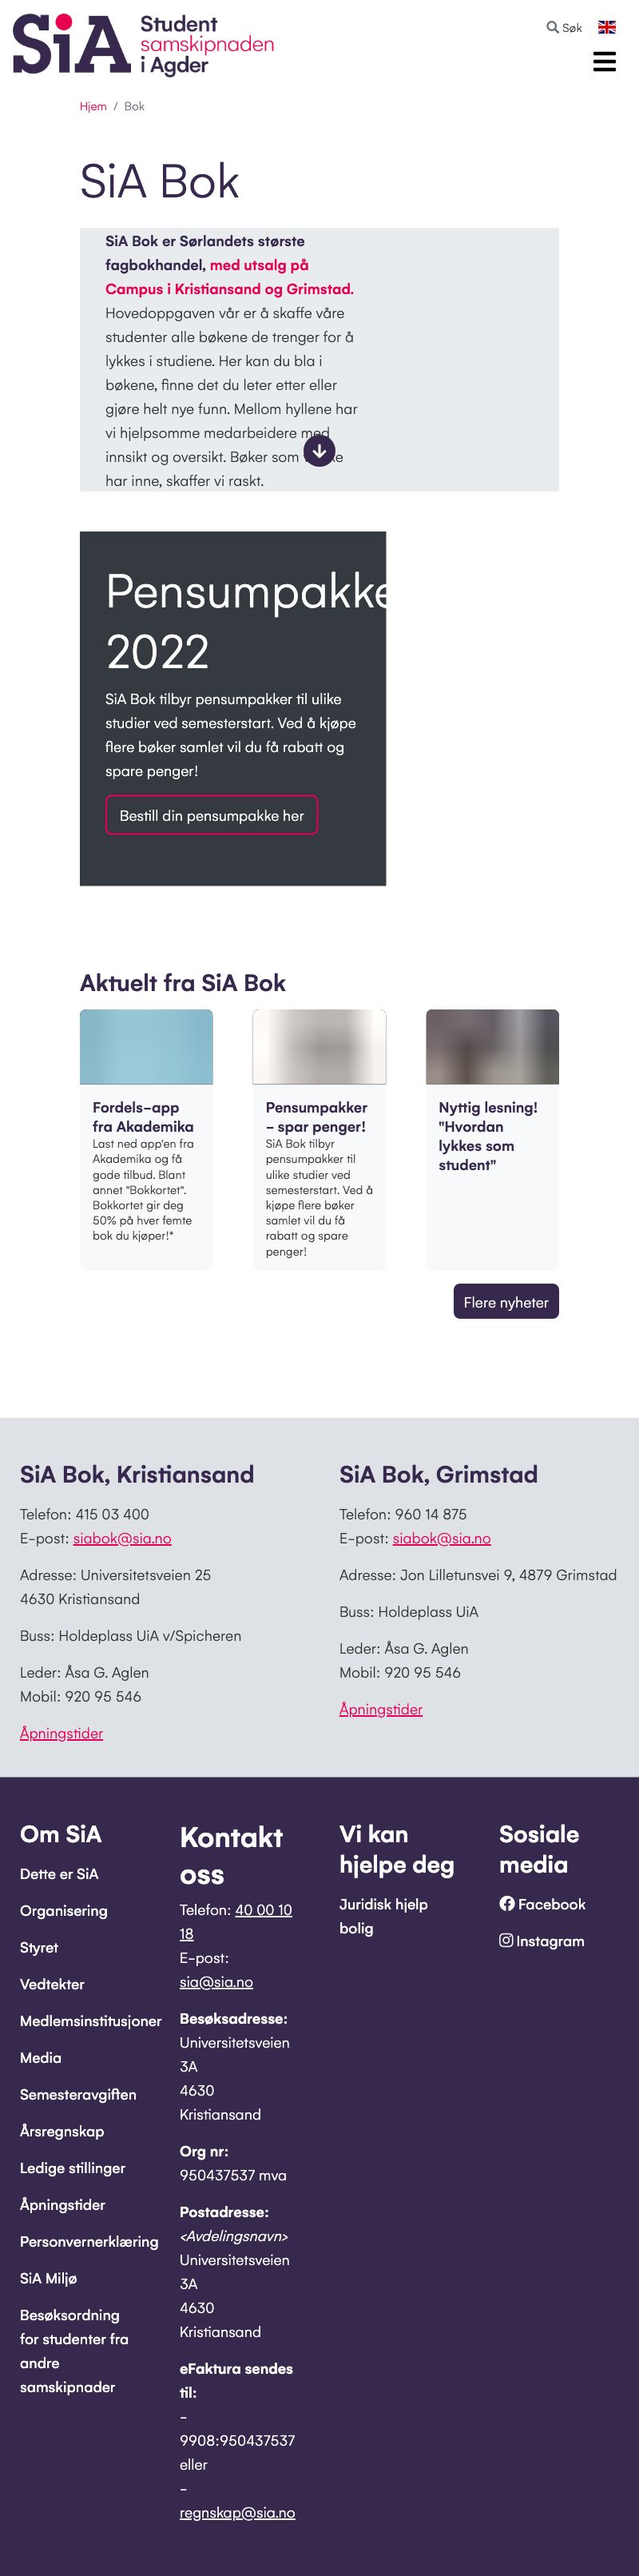 SiA Student
samskipnaden
i Agder
Søk
Hjem / Bok
SiA Bok
SiA Bok er Sørlandets største
fagbokhandel, med utsalg på
Campus i Kristiansand og Grimstad.
Hovedoppgaven vår er å skaffe våre
studenter alle bøkene de trenger for å
lykkes i studiene. Her kan du bla i
bøkene, finne det du leter etter eller
gjøre helt nye funn. Mellom hyllene har
vi hjelpsomme medarbeidere med
innsikt og oversikt. Bøker som
har inne, skaffer vi raskt.
Pensumpakke
2022
SiA Bok tilbyr pensumpakker til ulike
studier ved semesterstart. Ved å kjøpe
flere bøker samlet vil du få rabatt og
spare penger!
Bestill din pensumpakke her
Aktuelt fra SiA Bok
Fordels-app
fra Akademika
Last ned app'en fra
Akademika og få
gode tilbud. Blant
annet "Bokkortet".
Bokkortet gir deg
50% på hver femte
bok du kjøper!*
Pensumpakker
- spar penger!
SiA Bok tilbyr
pensumpakker til
ulike studier ved
semesterstart. Ved å
kjøpe flere bøker
samlet vil du få
rabatt og spare
penger!
Nyttig lesning!
"Hvordan
lykkes som
student"
Flere nyheter
SiA Bok, Kristiansand
Telefon: 415 03 400
E-post: siabok@sia.no
Adresse: Universitetsveien 25
4630 Kristiansand
Buss: Holdeplass UiA v/Spicheren
Leder: Åsa G. Aglen
Mobil: 920 95 546
Åpningstider
SiA Bok, Grimstad
Telefon: 960 14 875
E-post: siabok@sia.no
Adresse: Jon Lilletunsvei 9, 4879 Grimstad
Buss: Holdeplass UiA
Leder: Åsa G. Aglen
Mobil: 920 95 546
Åpningstider
Om SiA
Dette er SiA
Organisering
Styret
Vedtekter
Medlemsinstitusjoner
Media
Semesteravgiften
Årsregnskap
Ledige stillinger
Åpningstider
Personvernerklæring
SiA Miljø
Besøksordning
for studenter fra
andre
samskipnader
Kontakt
oss
Telefon: 40 00 10
18
E-post:
sia@sia.no
Besøksadresse:
Universitetsveien
3A
4630
Kristiansand
Org nr:
950437537 mva
Postadresse:
<Avdelingsnavn>
Universitetsveien
3A
4630
Kristiansand
eFaktura sendes
til:
-
9908:950437537
eller
-
regnskap@sia.no
Vi kan
hjelpe deg
Juridisk hjelp
bolig
Sosiale
media
Facebook
Instagram